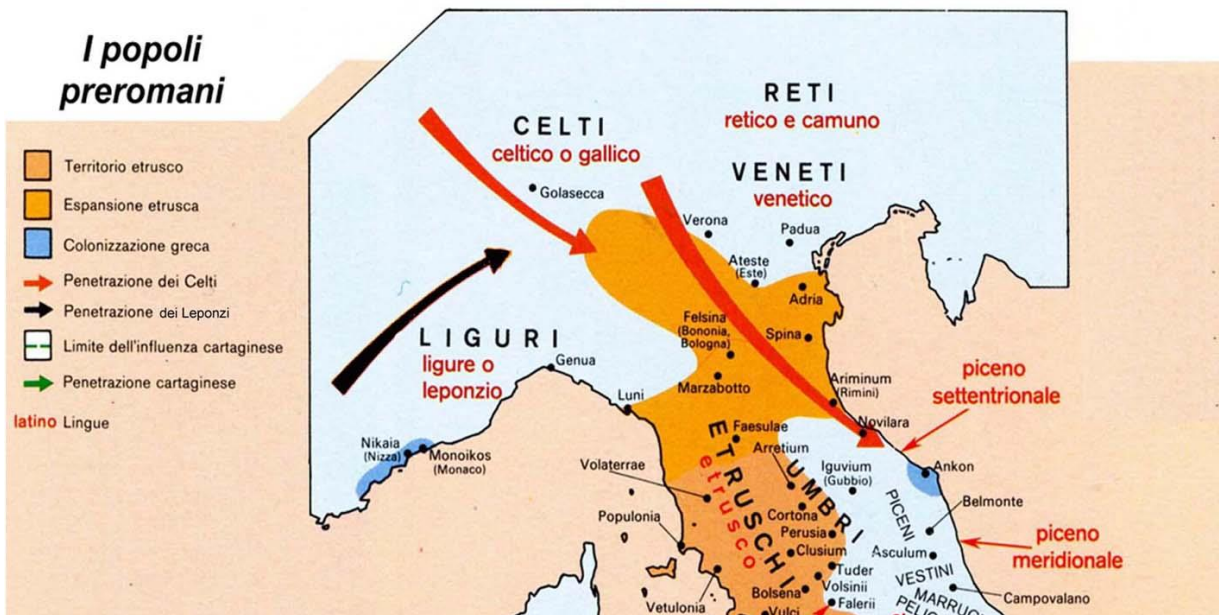 I popoli
preromani
Territorio etrusco
Espansione etrusca
Colonizzazione greca
Penetrazione dei Celti
Penetrazione dei Leponzi
Limite dell'influenza cartaginese
Penetrazione cartaginese
latino Lingue
RETI
retico e camuno
CELTI
celtico o gallico
VENETI
venetico
Golasecca
Verona
Padua
Ateste
(Este)
Adria
Felsina
(Bononia,
Bologna)
Spina
LIGURI
ligure o
leponzio
Genua
Marzabotto
Luni
Ariminum
(Rimini)
piceno
settentrionale
Novilara
Nikaia
(Nizza)
Monoikos
(Monaco)
Faesulae
Arretium
ETRUSCHI
etrusco
UMBRI
Volaterrae
Iguvium
(Gubbio)
Ankon
PICENI
Belmonte
Populonia
Cortona
Perusia
Clusium
Asculum
piceno
meridionale
Tuder
VESTINI
Volsinii
Bolsena
Campovalano
Vetulonia
Falerii
Vulci